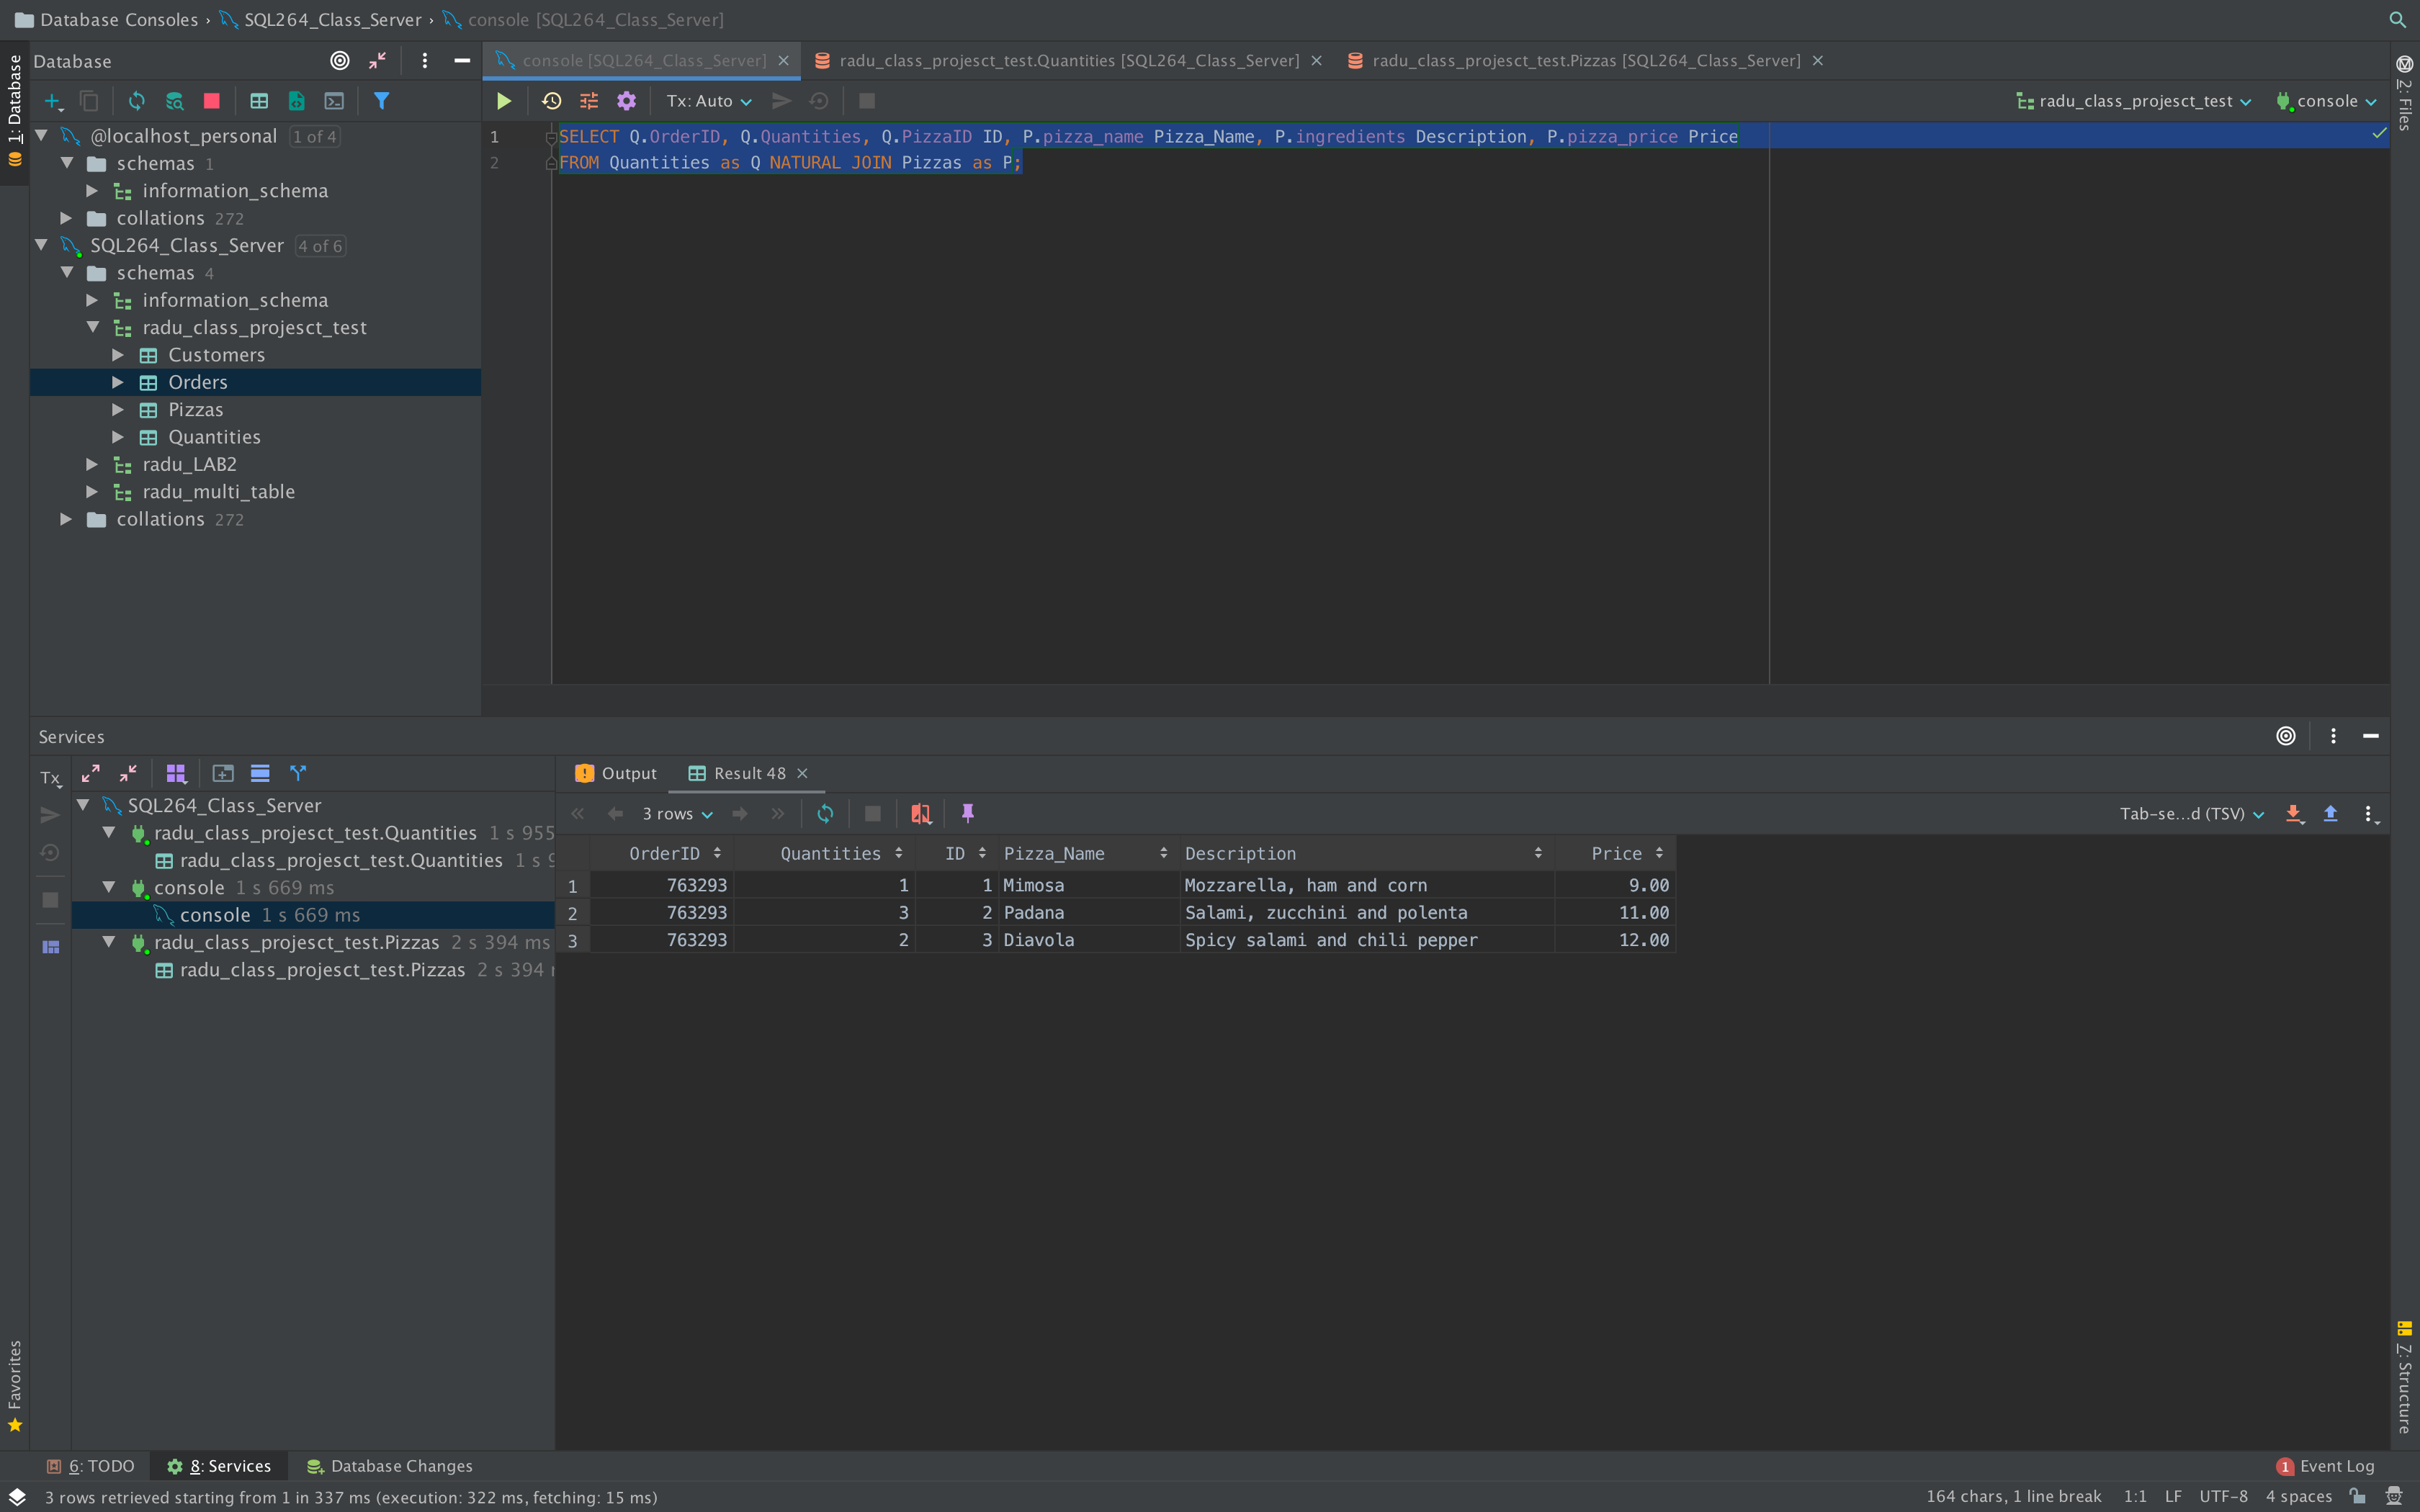 Database Consoles › SQL264_Class_Server › console [SQL264_Class_Server]
1: Database
Database
console [SQL264_Class_Server]
radu_class_projesct_test.Quantities [SQL264_Class_Server]
radu_class_projesct_test.Pizzas [SQL264_Class_Server]
2: Files
Tx: Auto
radu_class_projesct_test
console
@localhost_personal 1 of 4
schemas 1
information_schema
collations 272
SQL264_Class_Server 4 of 6
schemas 4
information_schema
radu_class_projesct_test
Customers
Orders
Pizzas
Quantities
radu_LAB2
radu_multi_table
collations 272
1 SELECT Q.OrderID, Q.Quantities, Q.PizzaID ID, P.pizza_name Pizza_Name, P.ingredients Description, P.pizza_price Price
2 FROM Quantities as Q NATURAL JOIN Pizzas as P;
Services
Tx
SQL264_Class_Server
radu_class_projesct_test.Quantities 1 s 955
radu_class_projesct_test.Quantities 1 s 9
console 1 s 669 ms
console 1 s 669 ms
radu_class_projesct_test.Pizzas 2 s 394 ms
radu_class_projesct_test.Pizzas 2 s 394
Output
Result 48
3 rows
Tab-se...d (TSV)
OrderID Quantities ID Pizza_Name Description Price
1 763293 1 1 Mimosa Mozzarella, ham and corn 9.00
2 763293 3 2 Padana Salami, zucchini and polenta 11.00
3 763293 2 3 Diavola Spicy salami and chili pepper 12.00
Favorites
7: Structure
6: TODO
8: Services
Database Changes
1 Event Log
3 rows retrieved starting from 1 in 337 ms (execution: 322 ms, fetching: 15 ms)
164 chars, 1 line break 1:1 LF UTF-8 4 spaces